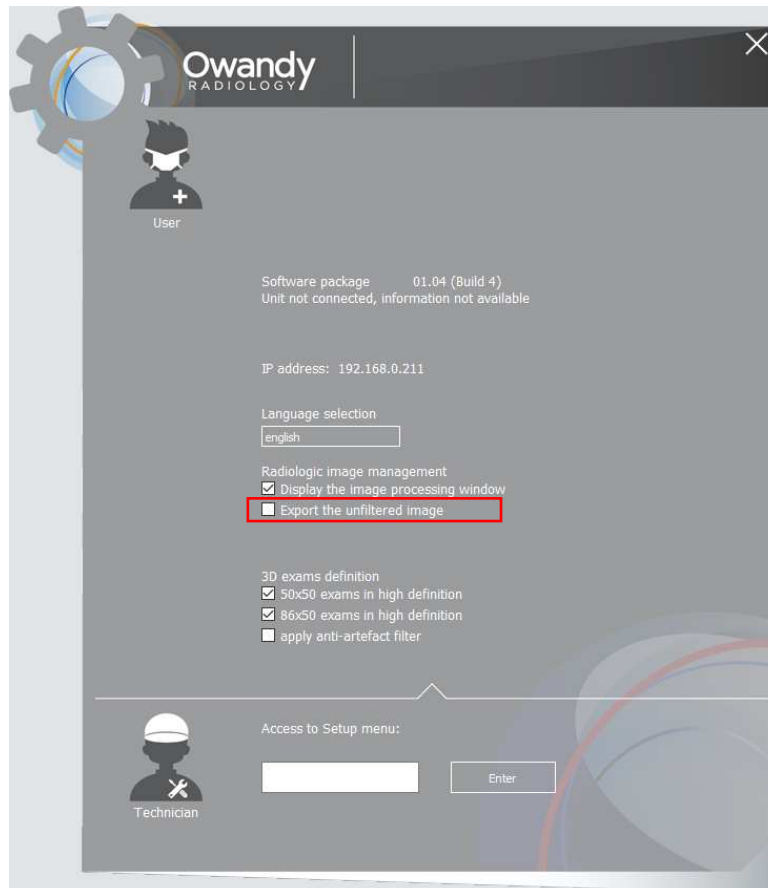 Owandy
RADIOLOGY
User
Software package 01.04 (Build 4)
Unit not connected, information not available
IP address: 192.168.0.211
Language selection
english
Radiologic image management
Display the image processing window
Export the unfiltered image
3D exams definition
50x50 exams in high definition
86x50 exams in high definition
apply anti-artefact filter
Access to Setup menu:
Enter
Technician